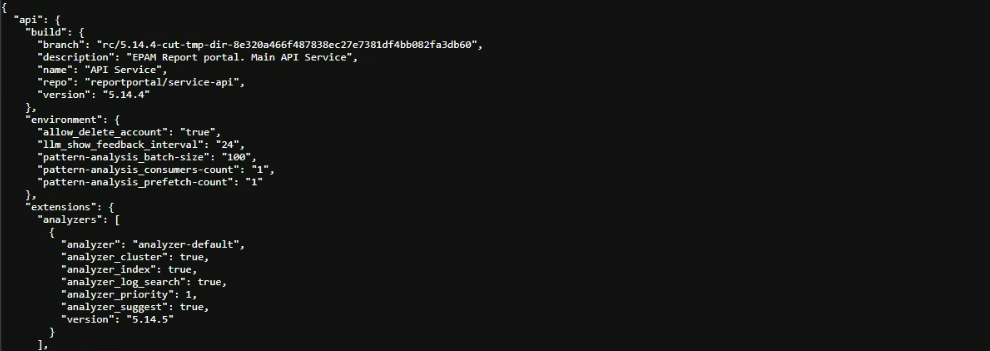 {
  "api": {
    "build": {
      "branch": "rc/5.14.4-cut-tmp-dir-8e320a466f487838ec27e7381df4bb082fa3db60",
      "description": "EPAM Report portal. Main API Service",
      "name": "API Service",
      "repo": "reportportal/service-api",
      "version": "5.14.4"
    },
    "environment": {
      "allow_delete_account": "true",
      "llm_show_feedback_interval": "24",
      "pattern-analysis_batch-size": "100",
      "pattern-analysis_consumers-count": "1",
      "pattern-analysis_prefetch-count": "1"
    },
    "extensions": {
      "analyzers": [
        {
          "analyzer": "analyzer-default",
          "analyzer_cluster": true,
          "analyzer_index": true,
          "analyzer_log_search": true,
          "analyzer_priority": 1,
          "analyzer_suggest": true,
          "version": "5.14.5"
        }
      ],